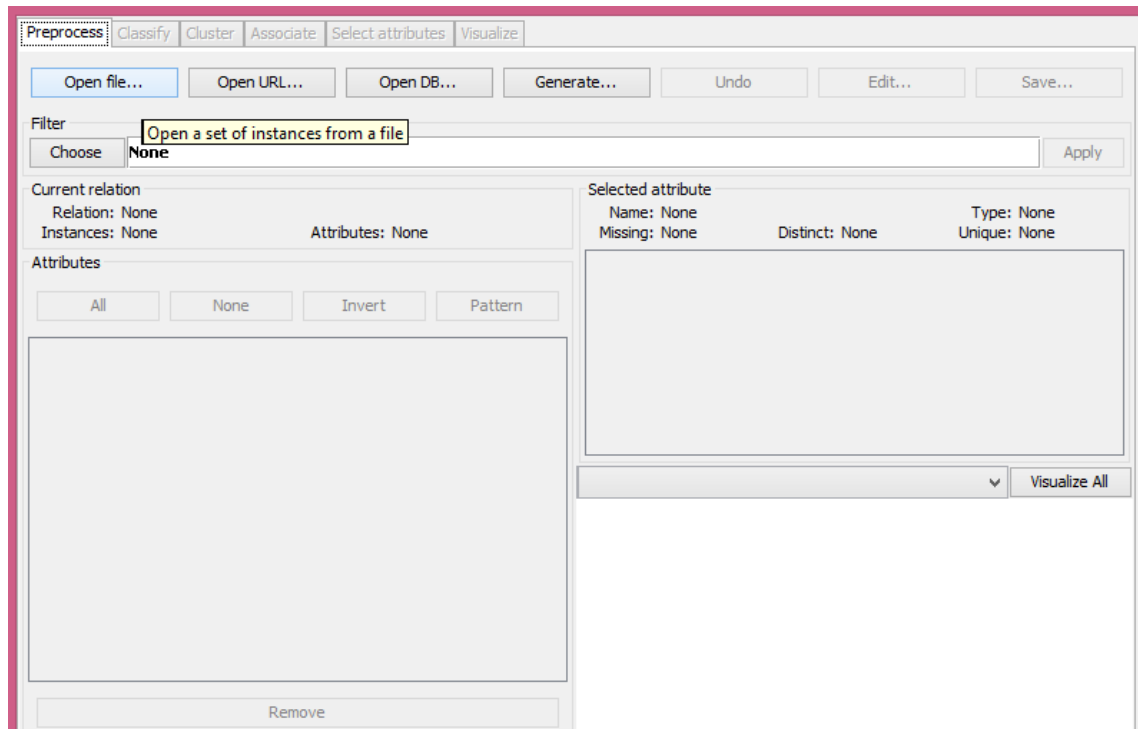 Preprocess Classify Cluster Associate Select attributes Visualize
Open file... Open URL... Open DB... Generate... Undo Edit... Save...
Filter
Open a set of instances from a file
Choose None Apply
Current relation
Relation: None
Instances: None Attributes: None
Selected attribute
Name: None Type: None
Missing: None Distinct: None Unique: None
Attributes
All None Invert Pattern
Visualize All
Remove